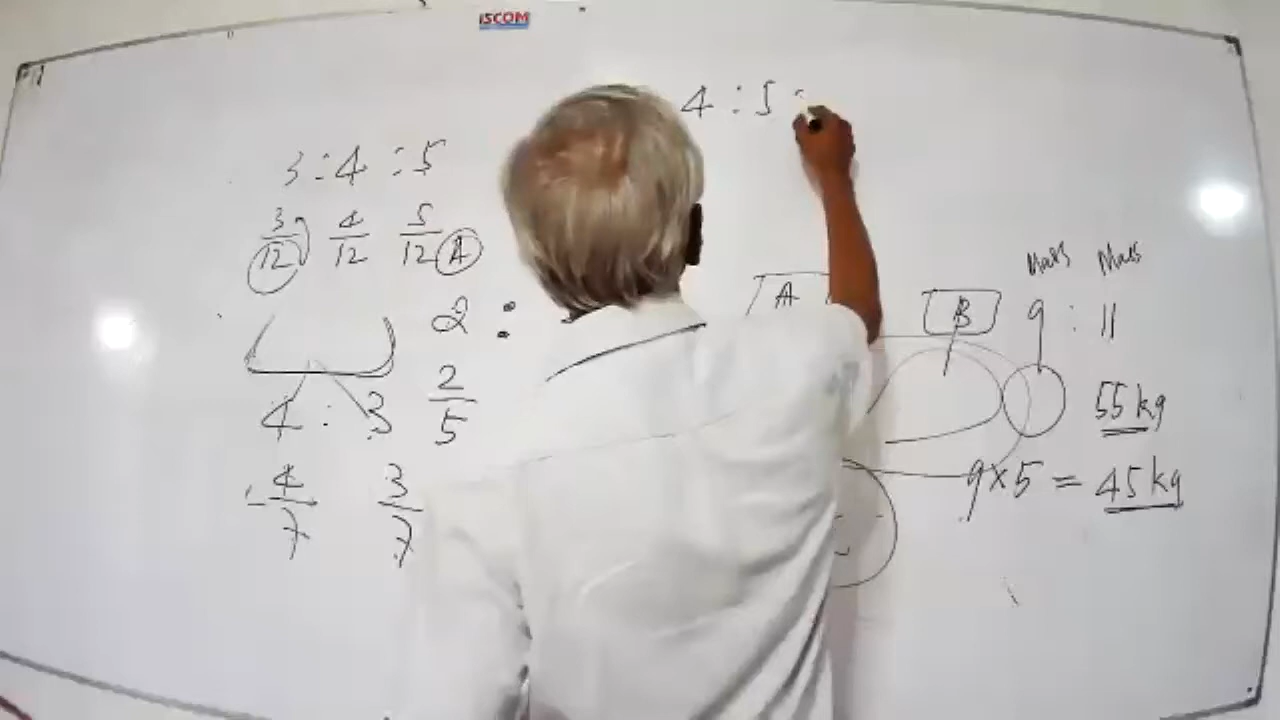 iSCOM
4 : 5 :
3 : 4 : 5
3/12 4/12 5/12 A
2 :
A
B
Mass Mass
9 : 11
4 : 3 2/5
55 kg
4/7 3/7
9 x 5 = 45 kg